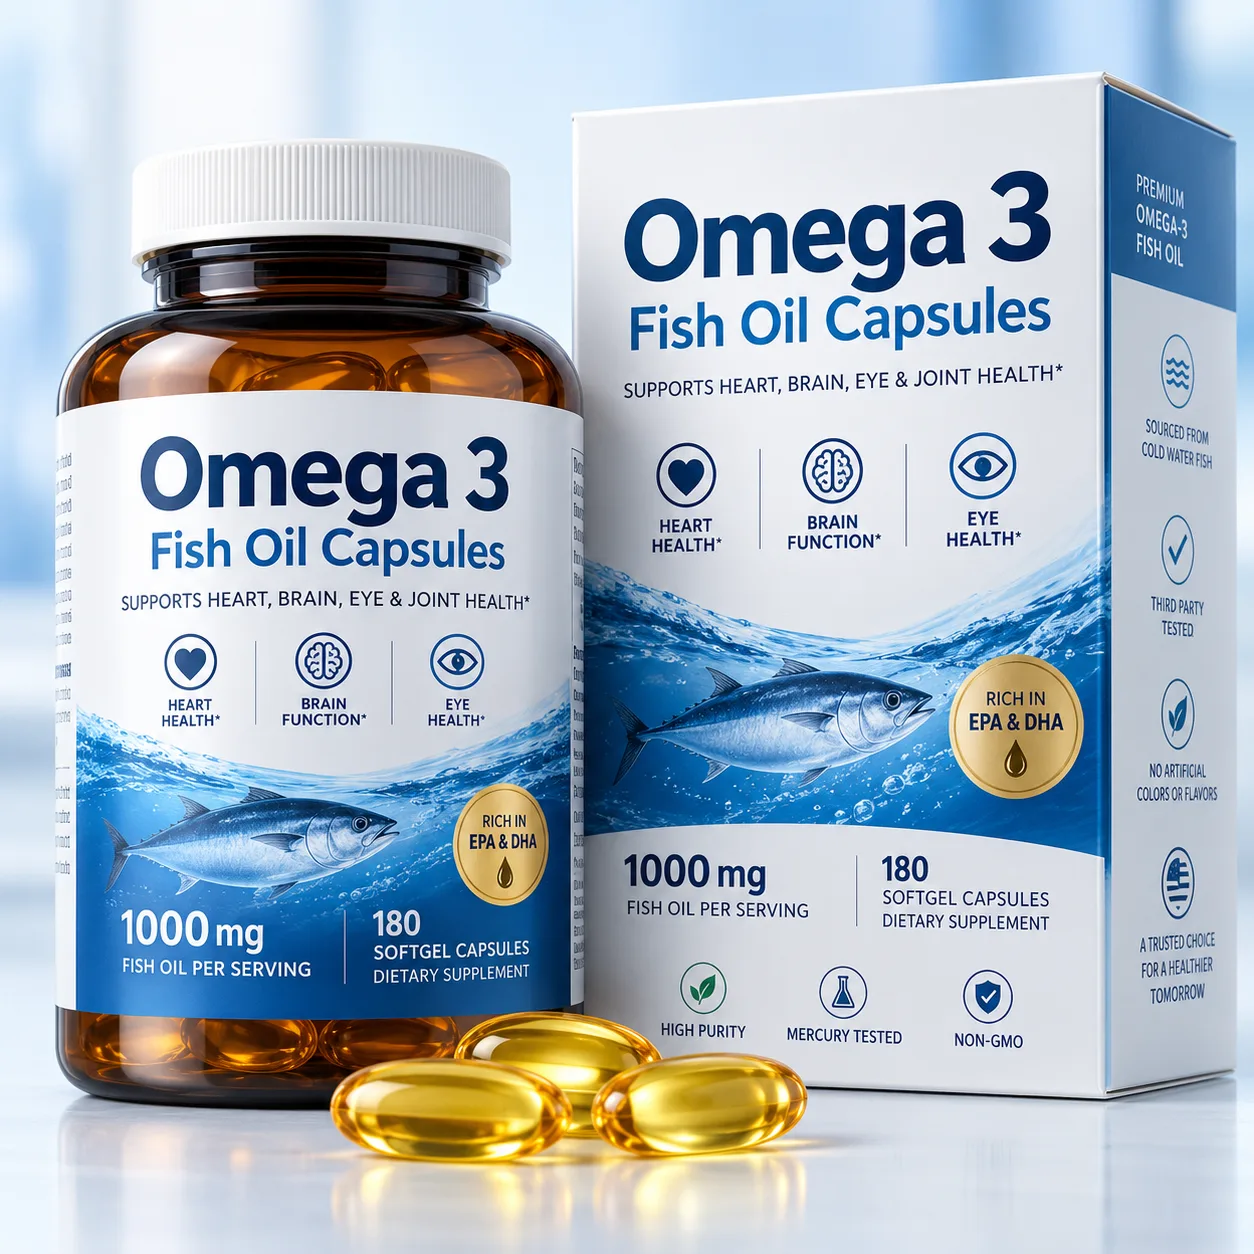 Omega 3
Fish Oil Capsules
SUPPORTS HEART, BRAIN, EYE & JOINT HEALTH*
HEART
HEALTH*
BRAIN
FUNCTION*
EYE
HEALTH*
RICH IN
EPA & DHA
1000 mg
FISH OIL PER SERVING
180
SOFTGEL CAPSULES
DIETARY SUPPLEMENT
Omega 3
Fish Oil Capsules
SUPPORTS HEART, BRAIN, EYE & JOINT HEALTH*
HEART
HEALTH*
BRAIN
FUNCTION*
EYE
HEALTH*
RICH IN
EPA & DHA
1000 mg
FISH OIL PER SERVING
180
SOFTGEL CAPSULES
DIETARY SUPPLEMENT
HIGH PURITY
MERCURY TESTED
NON-GMO
PREMIUM
OMEGA-3
FISH OIL
SOURCED FROM
COLD WATER FISH
THIRD PARTY
TESTED
NO ARTIFICIAL
COLORS OR FLAVORS
A TRUSTED CHOICE
FOR A HEALTHIER
TOMORROW